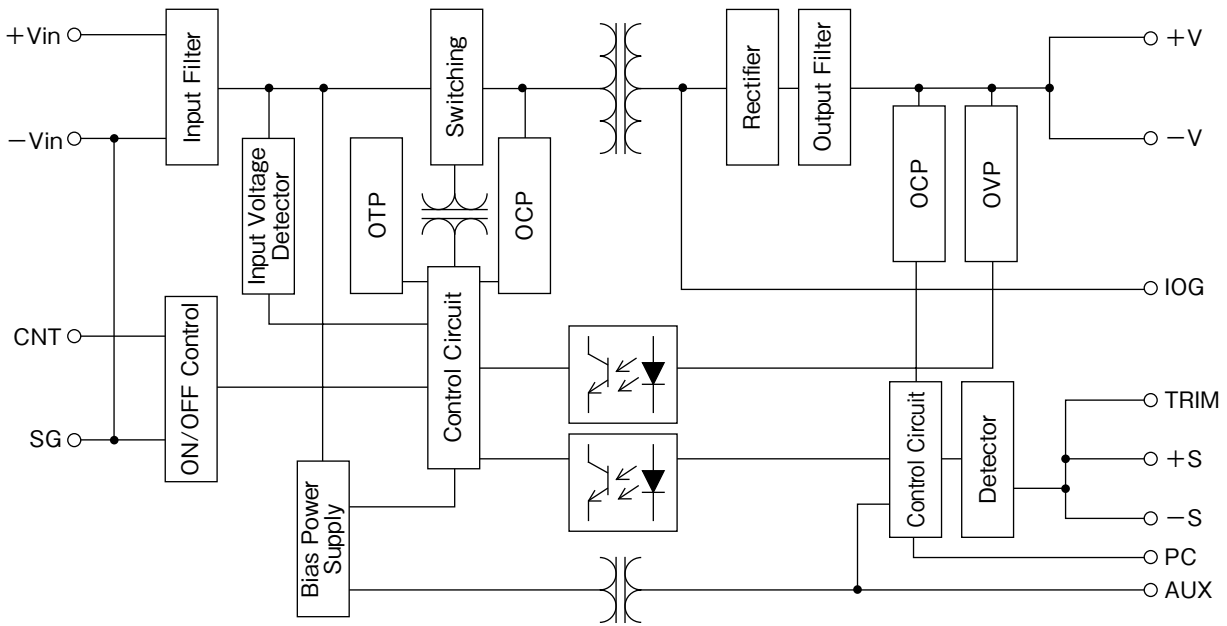 +Vin
−Vin
Input Filter
Switching
Rectifier
Output Filter
+V
−V
Input Voltage
Detector
OTP
OCP
OCP
OVP
IOG
CNT
SG
ON/OFF Control
Control Circuit
Control Circuit
Detector
TRIM
+S
−S
PC
AUX
Bias Power
Supply